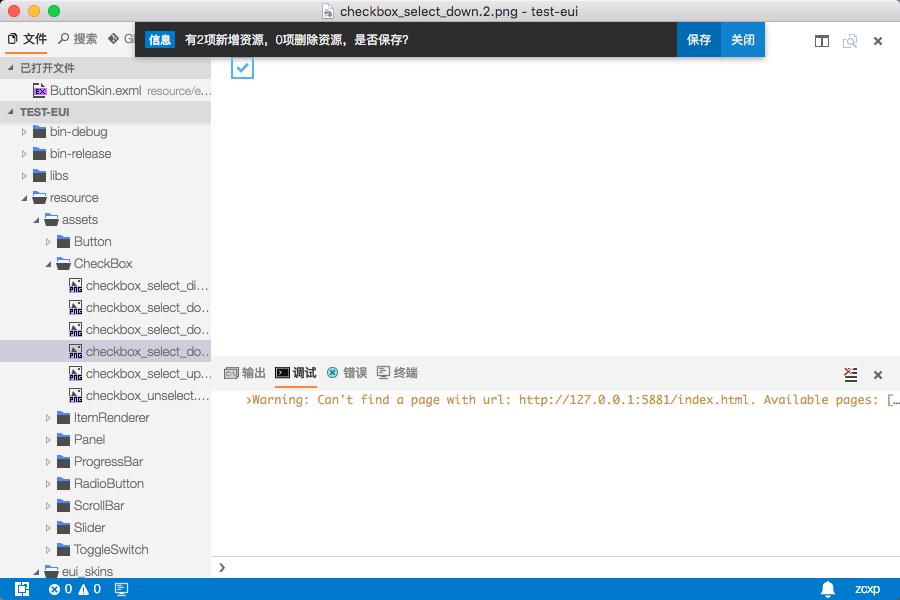 checkbox_select_down.2.png - test-eui
文件
搜索
信息
有2项新增资源，0项删除资源，是否保存?
保存
关闭
已打开文件
ButtonSkin.exml resource/e...
TEST-EUI
bin-debug
bin-release
libs
resource
assets
Button
CheckBox
checkbox_select_di...
checkbox_select_do...
checkbox_select_do...
checkbox_select_do...
checkbox_select_up...
checkbox_unselect....
ItemRenderer
Panel
ProgressBar
RadioButton
ScrollBar
Slider
ToggleSwitch
eui_skins
输出
调试
错误
终端
›Warning: Can't find a page with url: http://127.0.0.1:5881/index.html. Available pages: […
0
0
zcxp